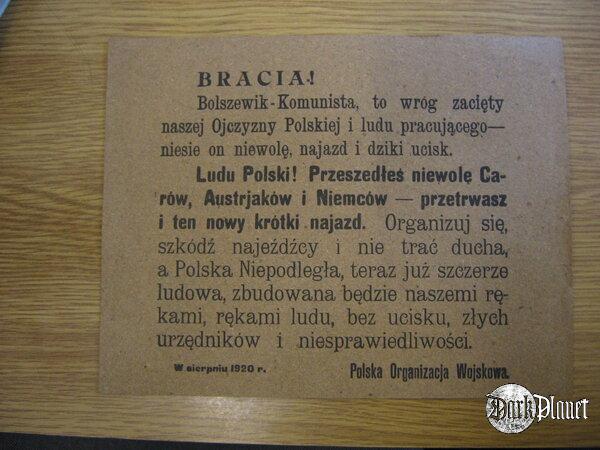 BRACIA!
Bolszewik-Komunista, to wróg zacięty
naszej Ojczyzny Polskiej i ludu pracującego—
niesie on niewolę, najazd i dziki ucisk.
Ludu Polski! Przeszedłeś niewolę Ca-
rów, Austrjaków i Niemców — przetrwasz
i ten nowy krótki najazd. Organizuj się,
szkódź najeźdźcy i nie trać ducha,
a Polska Niepodległa, teraz już szczerze
ludowa, zbudowana będzie naszemi rę-
kami, rękami ludu, bez ucisku, złych
urzędników i niesprawiedliwości.
W sierpniu 1920 r. Polska Organizacja Wojskowa.
DarkPlanet